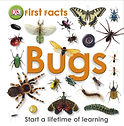 DK first facts
Bugs
Start a lifetime of learning